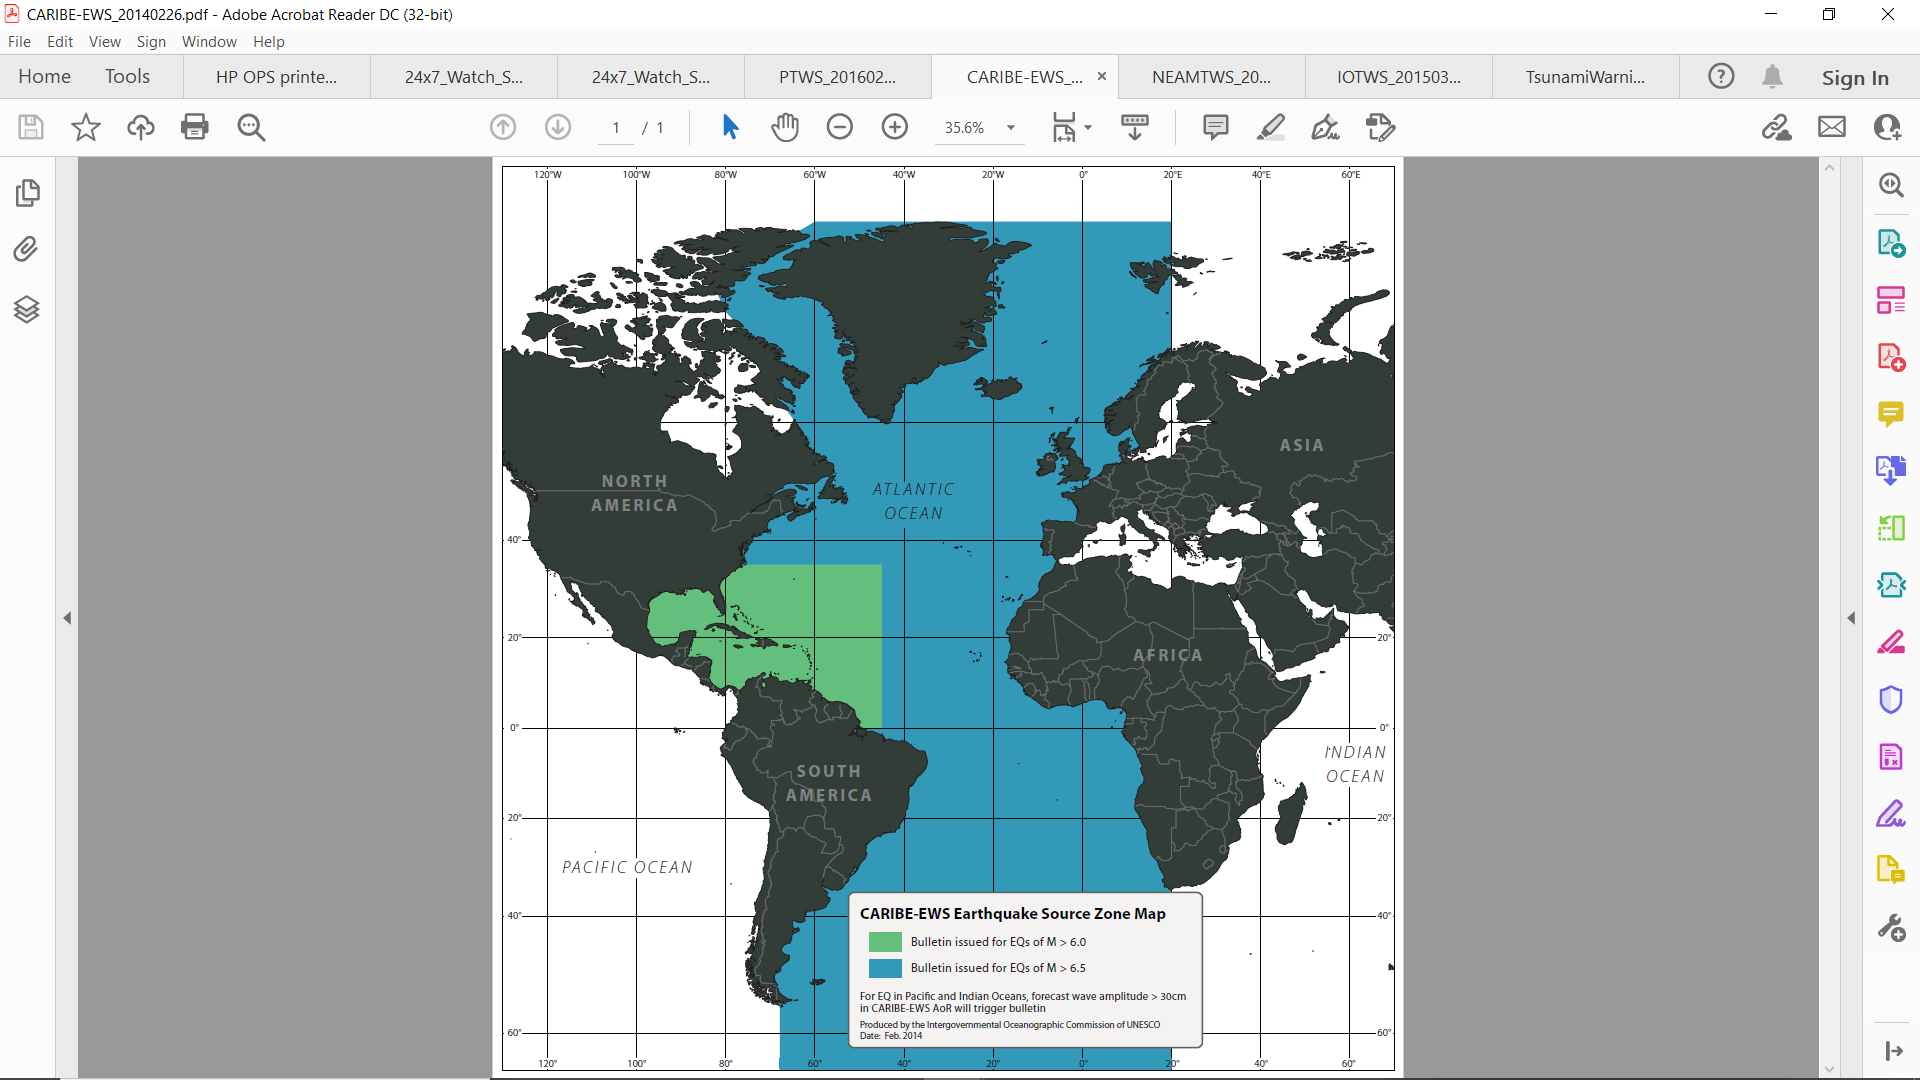 CARIBE-EWS_20140226.pdf - Adobe Acrobat Reader DC (32-bit)
File Edit View Sign Window Help
Home Tools HP OPS printe... 24x7_Watch_S... 24x7_Watch_S... PTWS_201602... CARIBE-EWS_... × NEAMTWS_20... IOTWS_201503... TsunamiWarni... Sign In
1 / 1 35.6%
120°W 100°W 80°W 60°W 40°W 20°W 0° 20°E 40°E 60°E
ASIA
NORTH
AMERICA
ATLANTIC
OCEAN
40°
20° 20°
AFRICA
0° 0°
INDIAN
OCEAN
SOUTH
AMERICA
20° 20°
PACIFIC OCEAN
40° 40°
CARIBE-EWS Earthquake Source Zone Map
Bulletin issued for EQs of M > 6.0
Bulletin issued for EQs of M > 6.5
For EQ in Pacific and Indian Oceans, forecast wave amplitude > 30cm
in CARIBE-EWS AoR will trigger bulletin
Produced by the Intergovernmental Oceanographic Commission of UNESCO
Date: Feb. 2014
60° 60°
120° 100° 80° 60° 40° 20° 0° 20° 40° 60°